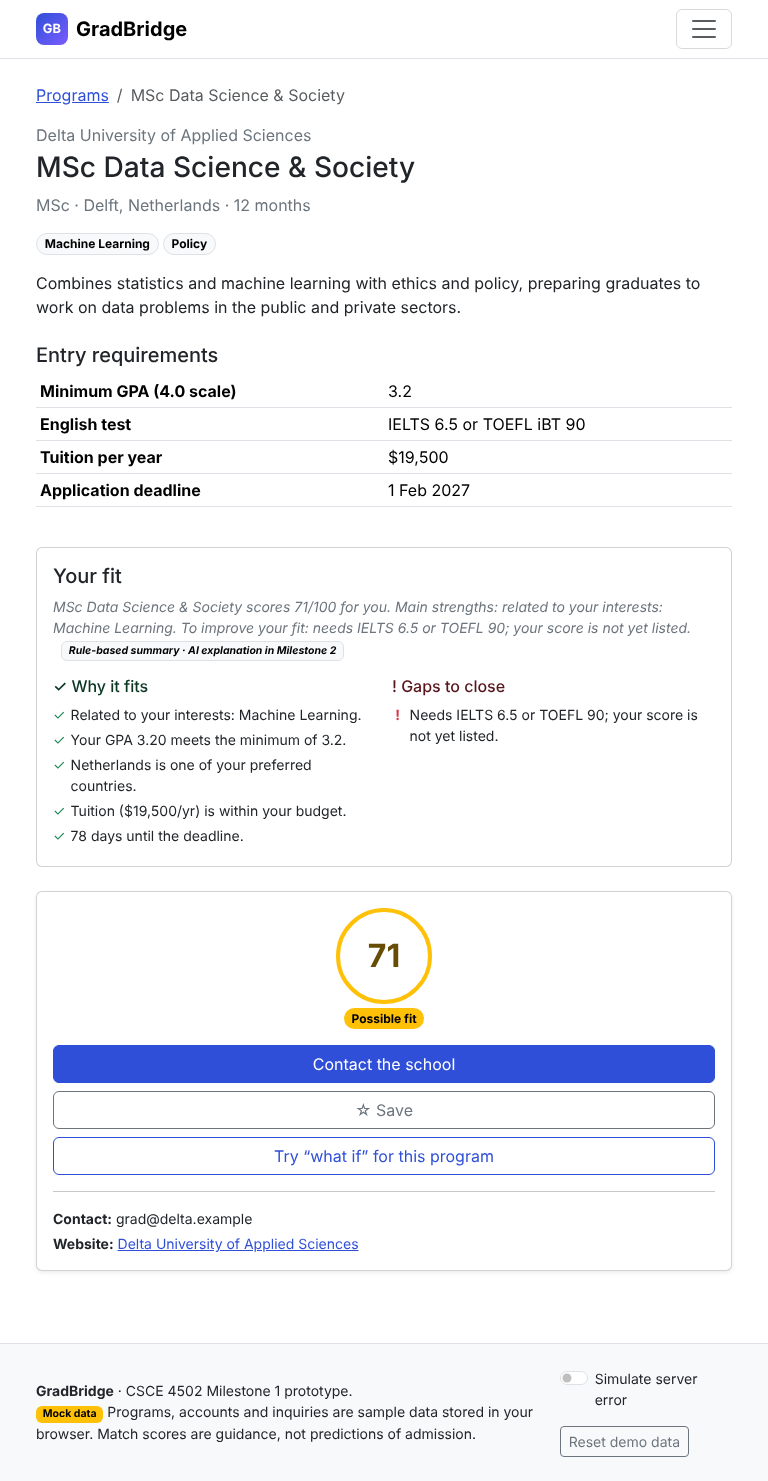 GB GradBridge
Programs / MSc Data Science & Society
Delta University of Applied Sciences
MSc Data Science & Society
MSc · Delft, Netherlands · 12 months
Machine Learning Policy
Combines statistics and machine learning with ethics and policy, preparing graduates to
work on data problems in the public and private sectors.
Entry requirements
Minimum GPA (4.0 scale) 3.2
English test IELTS 6.5 or TOEFL iBT 90
Tuition per year $19,500
Application deadline 1 Feb 2027
Your fit
MSc Data Science & Society scores 71/100 for you. Main strengths: related to your interests:
Machine Learning. To improve your fit: needs IELTS 6.5 or TOEFL 90; your score is not yet listed.
Rule-based summary · AI explanation in Milestone 2
✓ Why it fits
✓ Related to your interests: Machine Learning.
✓ Your GPA 3.20 meets the minimum of 3.2.
✓ Netherlands is one of your preferred
countries.
✓ Tuition ($19,500/yr) is within your budget.
✓ 78 days until the deadline.
! Gaps to close
! Needs IELTS 6.5 or TOEFL 90; your score is
not yet listed.
71
Possible fit
Contact the school
☆ Save
Try “what if” for this program
Contact: grad@delta.example
Website: Delta University of Applied Sciences
GradBridge · CSCE 4502 Milestone 1 prototype.
Mock data Programs, accounts and inquiries are sample data stored in your
browser. Match scores are guidance, not predictions of admission.
Simulate server
error
Reset demo data